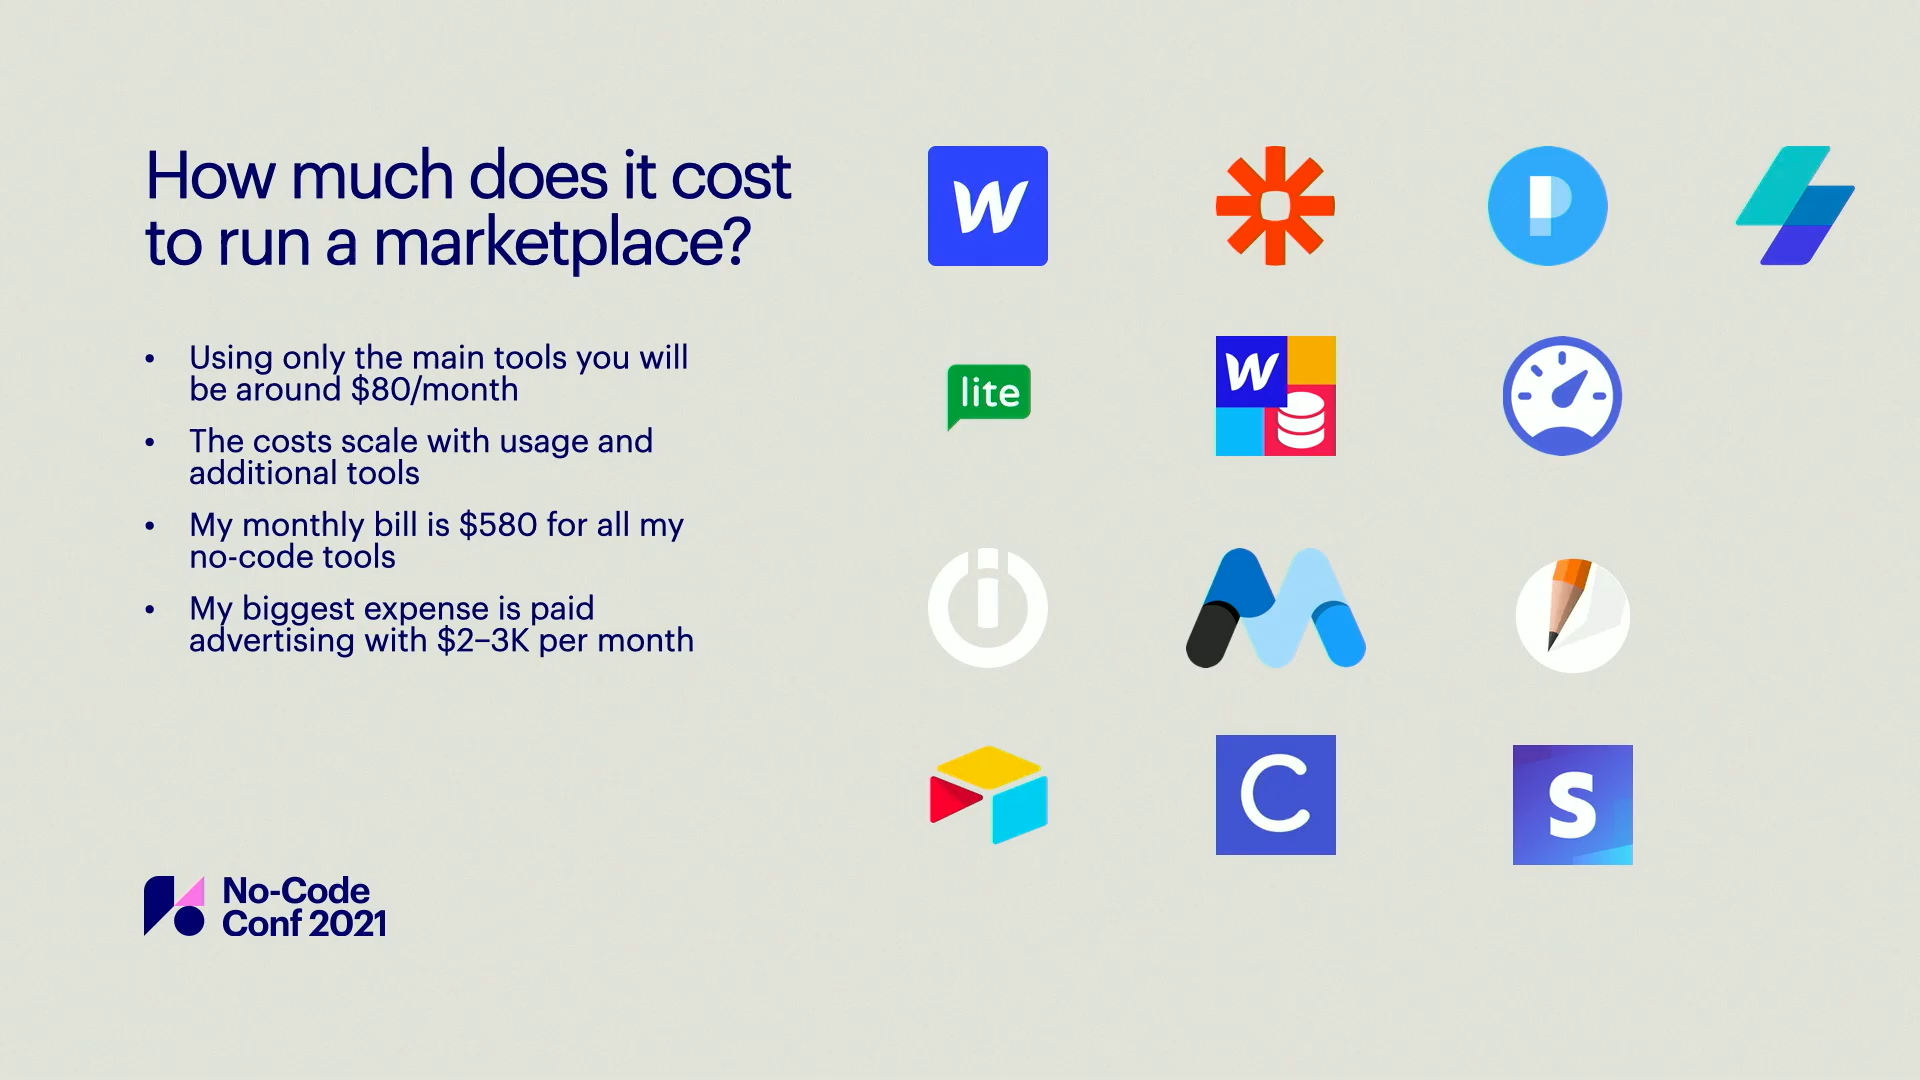 How much does it cost
to run a marketplace?
• Using only the main tools you will
be around $80/month
• The costs scale with usage and
additional tools
• My monthly bill is $580 for all my
no-code tools
• My biggest expense is paid
advertising with $2–3K per month
No-Code
Conf 2021
W
P
lite
W
C
S